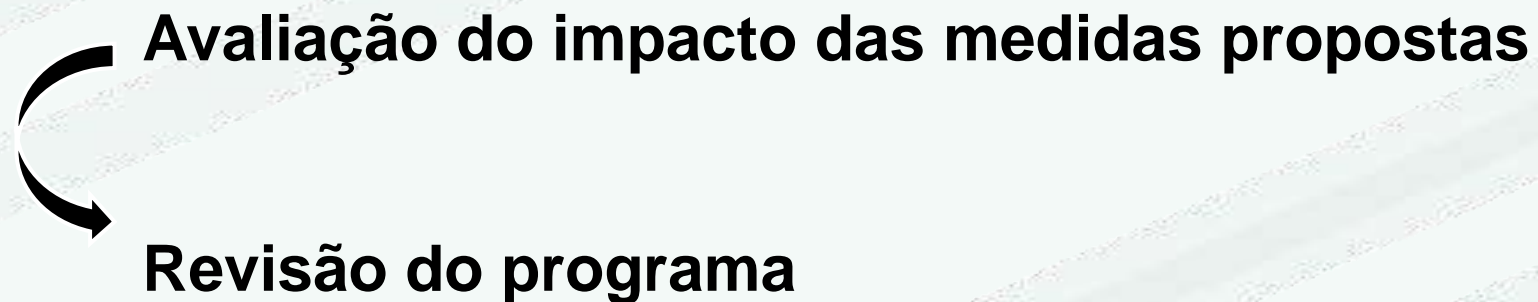 Avaliação do impacto das medidas propostas
Revisão do programa